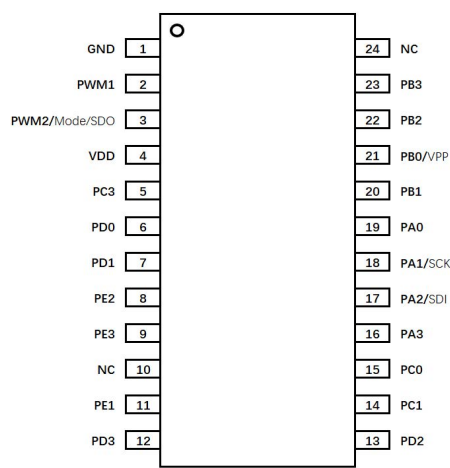 GND 1 24 NC
PWM1 2 23 PB3
PWM2/Mode/SDO 3 22 PB2
VDD 4 21 PB0/VPP
PC3 5 20 PB1
PD0 6 19 PA0
PD1 7 18 PA1/SCK
PE2 8 17 PA2/SDI
PE3 9 16 PA3
NC 10 15 PC0
PE1 11 14 PC1
PD3 12 13 PD2